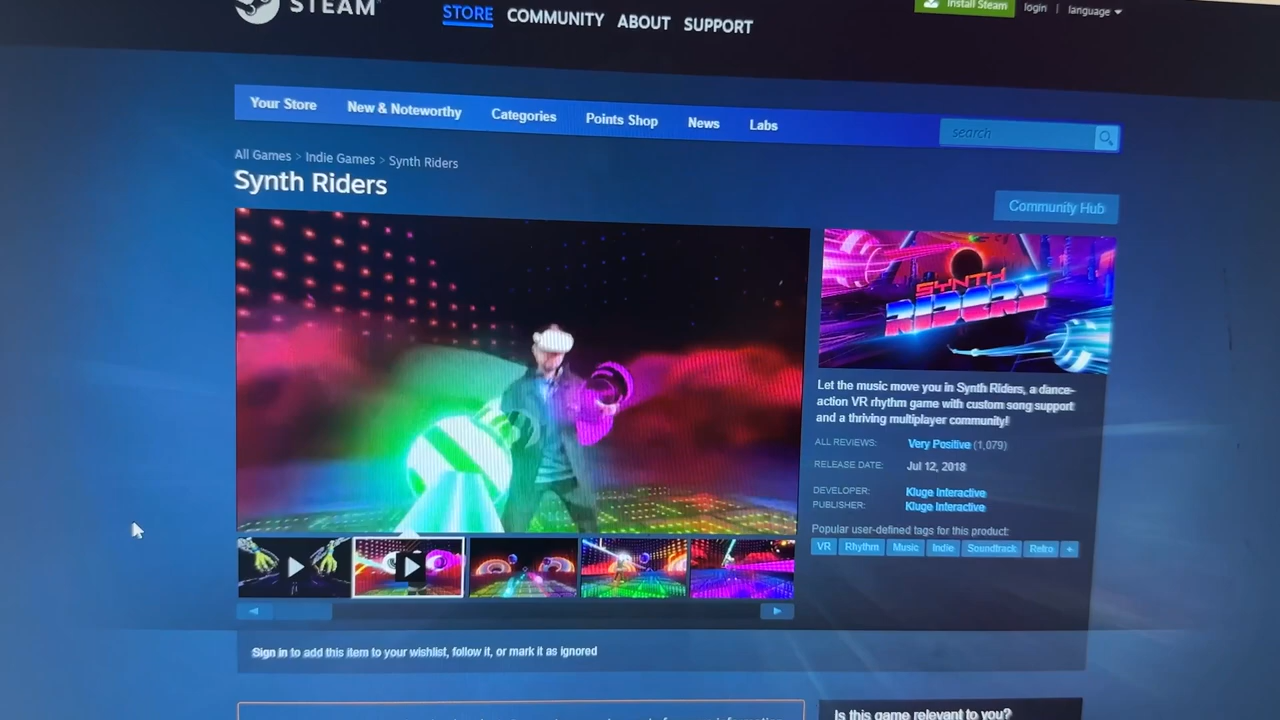 STEAM
STORE COMMUNITY ABOUT SUPPORT
Install Steam login | language
Your Store New & Noteworthy Categories Points Shop News Labs
search
All Games > Indie Games > Synth Riders
Synth Riders
Community Hub
SYNTH
RIDERS
Let the music move you in Synth Riders, a dance-
action VR rhythm game with custom song support
and a thriving multiplayer community!
ALL REVIEWS: Very Positive (1,079)
RELEASE DATE: Jul 12, 2018
DEVELOPER: Kluge Interactive
PUBLISHER: Kluge Interactive
Popular user-defined tags for this product:
VR Rhythm Music Indie Soundtrack Retro +
Sign in to add this item to your wishlist, follow it, or mark it as ignored
Is this game relevant to you?